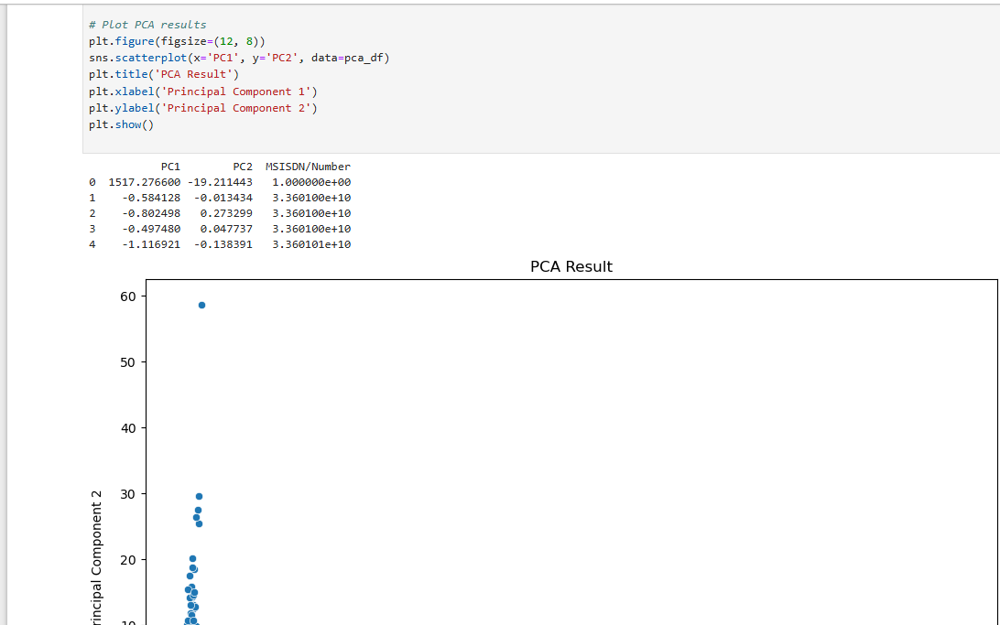 # Plot PCA results
plt.figure(figsize=(12, 8))
sns.scatterplot(x='PC1', y='PC2', data=pca_df)
plt.title('PCA Result')
plt.xlabel('Principal Component 1')
plt.ylabel('Principal Component 2')
plt.show()
PC1 PC2 MSISDN/Number
0 1517.276600 -19.211443 1.000000e+00
1 -0.584128 -0.013434 3.360100e+10
2 -0.802498 0.273299 3.360100e+10
3 -0.497480 0.047737 3.360100e+10
4 -1.116921 -0.138391 3.360101e+10
PCA Result
60
50
40
30
20
10
rincipal Component 2